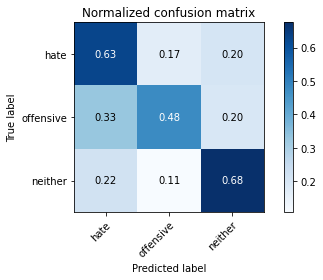 Normalized confusion matrix
True label
hate
0.63 0.17 0.20
offensive
0.33 0.48 0.20
neither
0.22 0.11 0.68
hate offensive neither
Predicted label
0.6
0.5
0.4
0.3
0.2